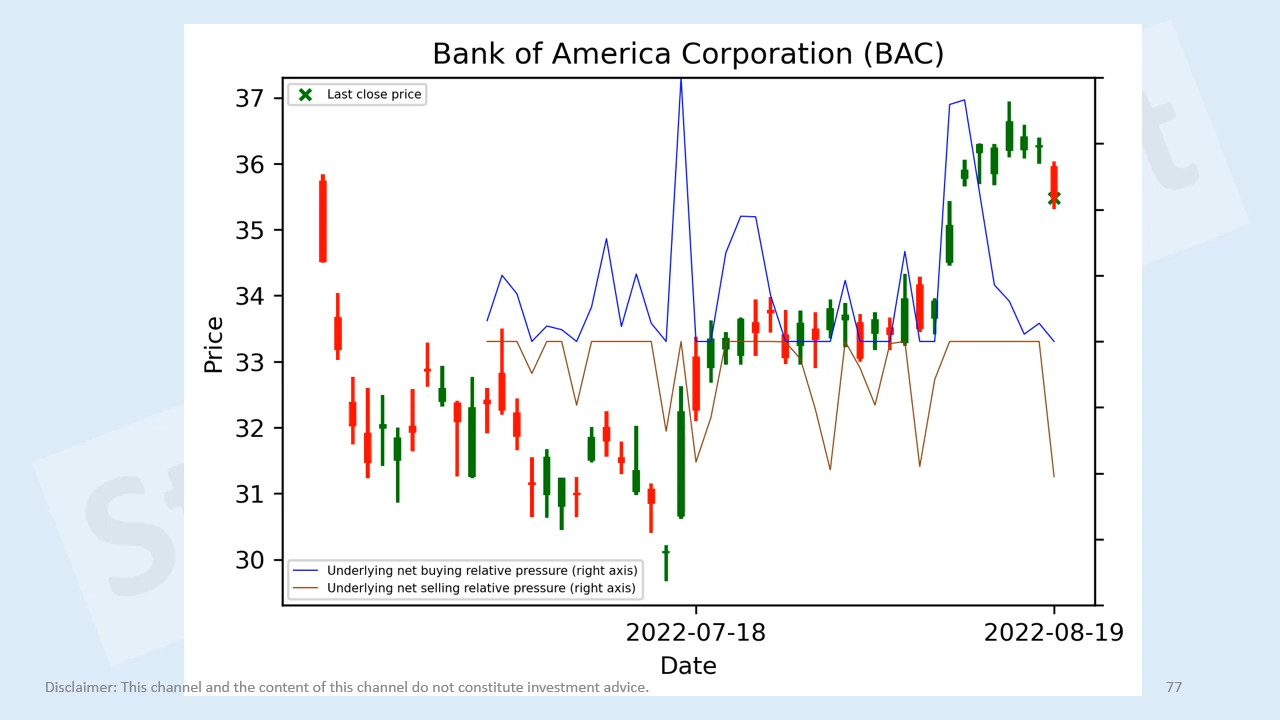 Bank of America Corporation (BAC)
Last close price
37
36
35
34
33
32
31
30
Price
Underlying net buying relative pressure (right axis)
Underlying net selling relative pressure (right axis)
2022-07-18
2022-08-19
Date
Disclaimer: This channel and the content of this channel do not constitute investment advice.
77